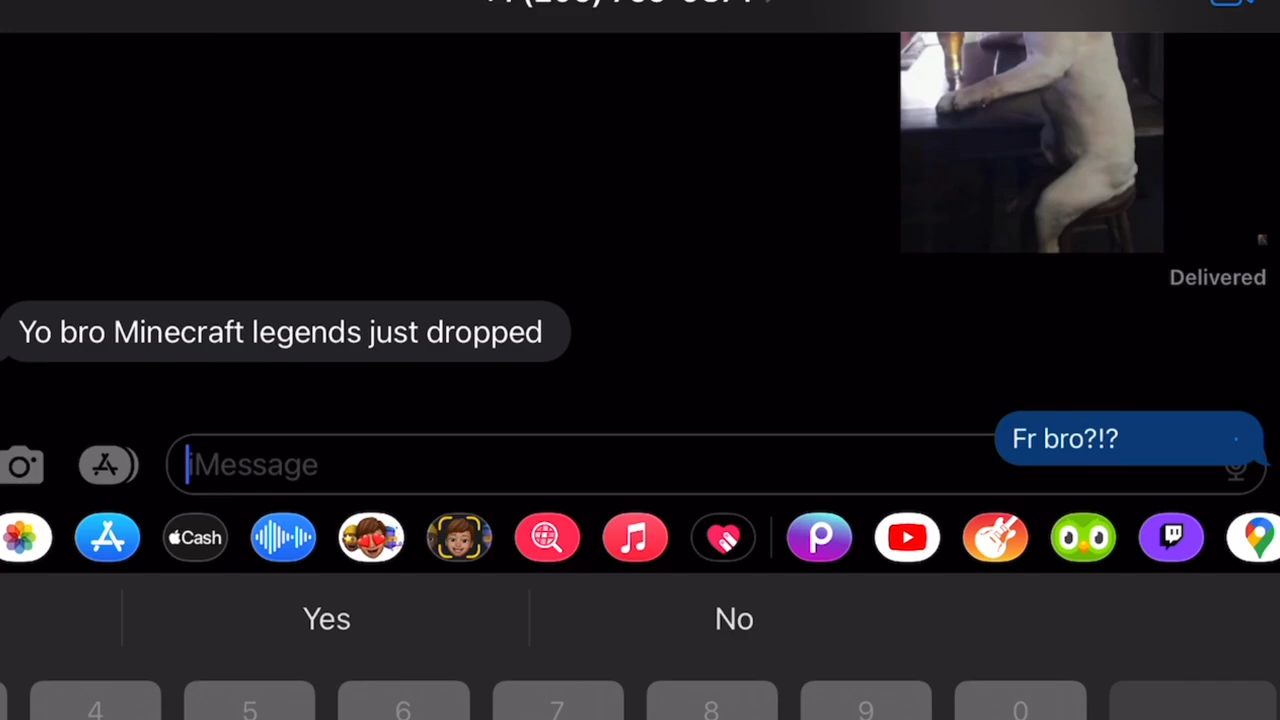 Delivered
Yo bro Minecraft legends just dropped
Fr bro?!?
iMessage
Cash
Yes
No
4 5 6 7 8 9 0